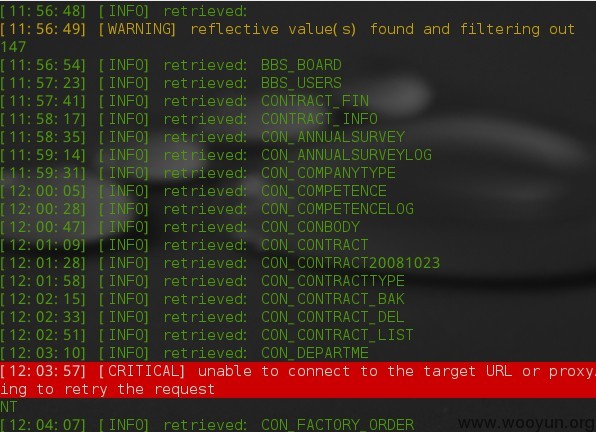 [11:56:48] [INFO] retrieved:
[11:56:49] [WARNING] reflective value(s) found and filtering out
147
[11:56:54] [INFO] retrieved: BBS_BOARD
[11:57:23] [INFO] retrieved: BBS_USERS
[11:57:41] [INFO] retrieved: CONTRACT_FIN
[11:58:17] [INFO] retrieved: CONTRACT_INFO
[11:58:35] [INFO] retrieved: CON_ANNUALSURVEY
[11:59:14] [INFO] retrieved: CON_ANNUALSURVEYLOG
[11:59:31] [INFO] retrieved: CON_COMPANYTYPE
[12:00:05] [INFO] retrieved: CON_COMPETENCE
[12:00:28] [INFO] retrieved: CON_COMPETENCELOG
[12:00:47] [INFO] retrieved: CON_CONBODY
[12:01:09] [INFO] retrieved: CON_CONTRACT
[12:01:28] [INFO] retrieved: CON_CONTRACT20081023
[12:01:58] [INFO] retrieved: CON_CONTRACTTYPE
[12:02:15] [INFO] retrieved: CON_CONTRACT_BAK
[12:02:33] [INFO] retrieved: CON_CONTRACT_DEL
[12:02:51] [INFO] retrieved: CON_CONTRACT_LIST
[12:03:10] [INFO] retrieved: CON_DEPARTME
[12:03:57] [CRITICAL] unable to connect to the target URL or proxy.
ing to retry the request
NT
[12:04:07] [INFO] retrieved: CON_FACTORY_ORDER
www.wooyun.org